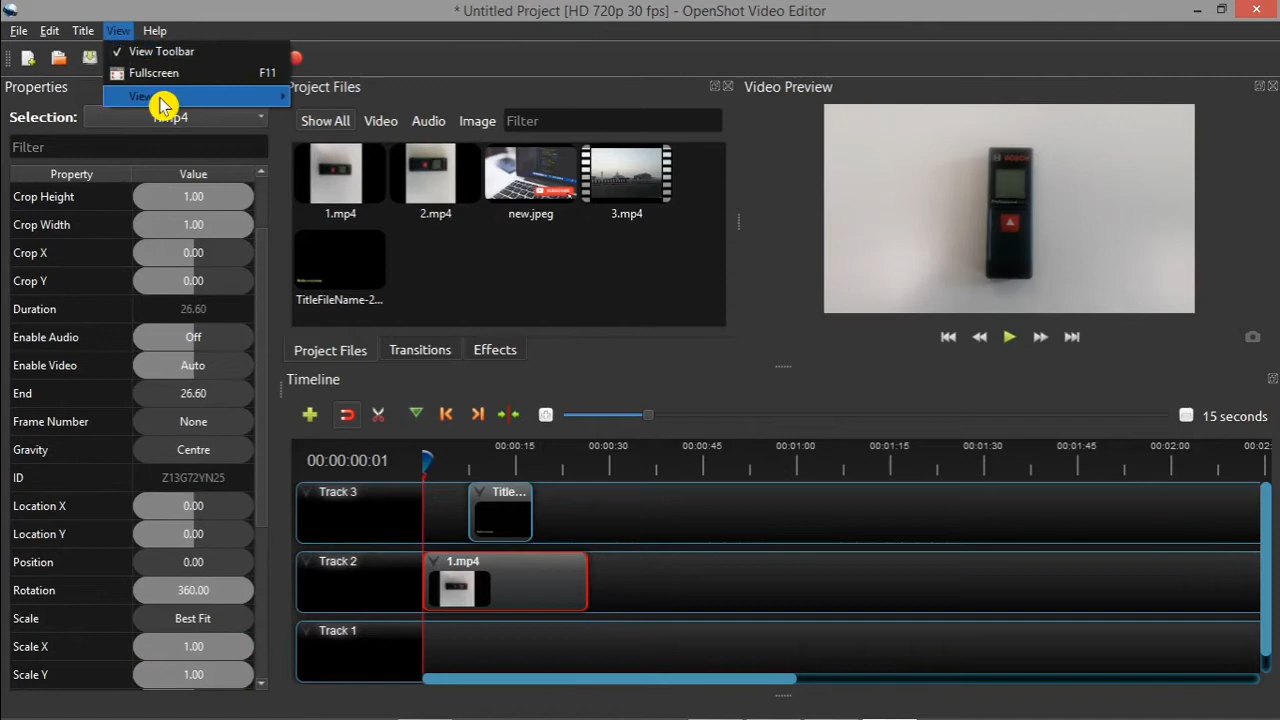 * Untitled Project [HD 720p 30 fps] - OpenShot Video Editor
File Edit Title View Help
View Toolbar
Fullscreen F11
View
Properties
Project Files
Video Preview
Selection:
Show All Video Audio Image Filter
Filter
Property Value
Crop Height 1.00
Crop Width 1.00
Crop X 0.00
Crop Y 0.00
Duration 26.60
Enable Audio Off
Enable Video Auto
End 26.60
Frame Number None
Gravity Centre
ID Z13G72YN25
Location X 0.00
Location Y 0.00
Position 0.00
Rotation 360.00
Scale Best Fit
Scale X 1.00
Scale Y 1.00
1.mp4 2.mp4 new.jpeg 3.mp4
TitleFileName-2...
BOSCH
Project Files Transitions Effects
Timeline
15 seconds
00:00:00:01
00:00:15 00:00:30 00:00:45 00:01:00 00:01:15 00:01:30 00:01:45 00:02:00 00:02:
Track 3 Title...
Track 2 1.mp4
Track 1